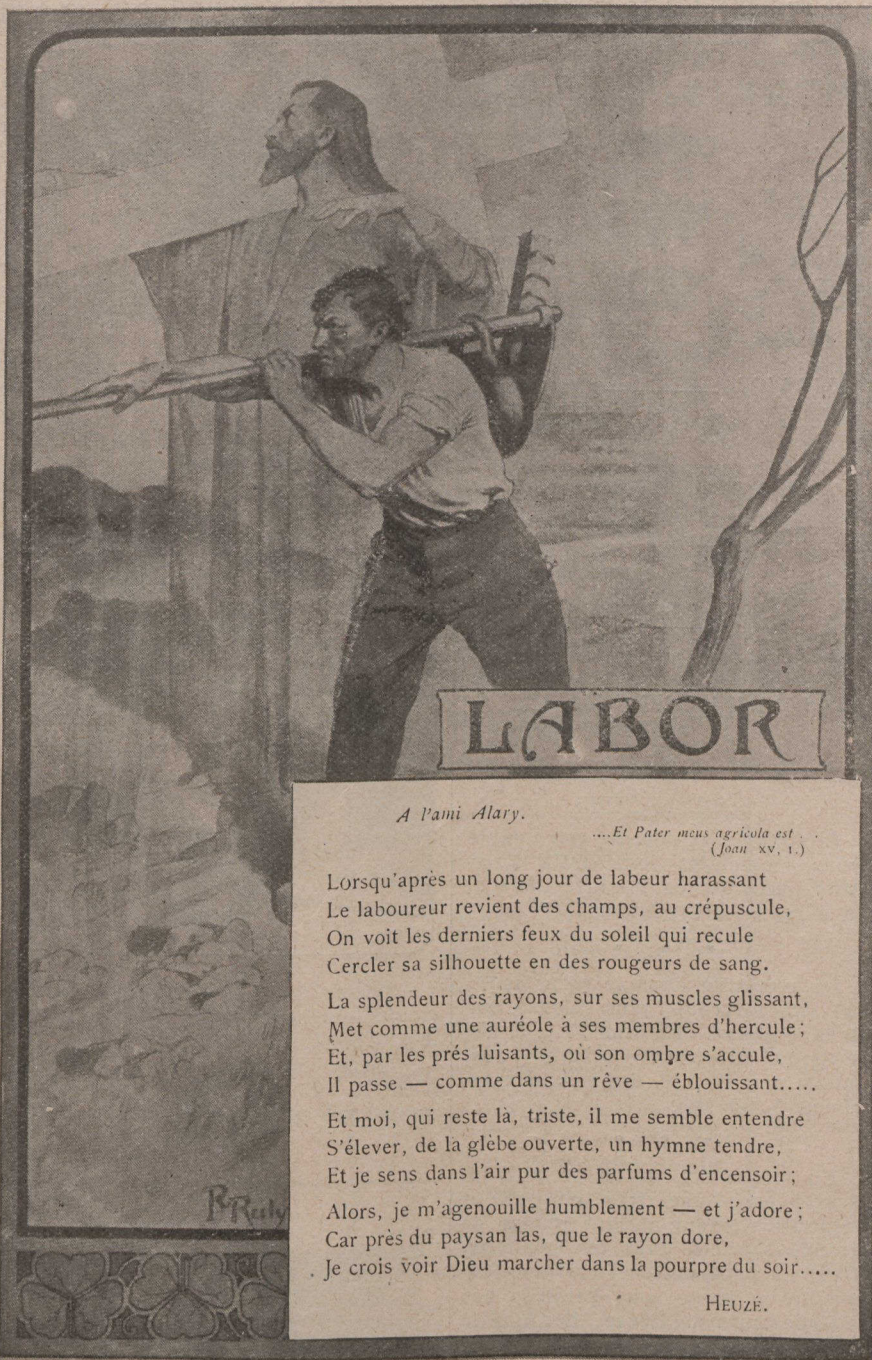 LABOR
A l'ami Alary.
....Et Pater meus agricola est . .
(Joan xv, 1.)
Lorsqu'après un long jour de labeur harassant
Le laboureur revient des champs, au crépuscule,
On voit les derniers feux du soleil qui recule
Cercler sa silhouette en des rougeurs de sang.
La splendeur des rayons, sur ses muscles glissant,
Met comme une auréole à ses membres d'hercule;
Et, par les prés luisants, où son ombre s'accule,
Il passe — comme dans un rêve — éblouissant.....
Et moi, qui reste là, triste, il me semble entendre
S'élever, de la glèbe ouverte, un hymne tendre,
Et je sens dans l'air pur des parfums d'encensoir;
Alors, je m'agenouille humblement — et j'adore;
Car près du paysan las, que le rayon dore,
Je crois voir Dieu marcher dans la pourpre du soir.....
HEUZÉ.